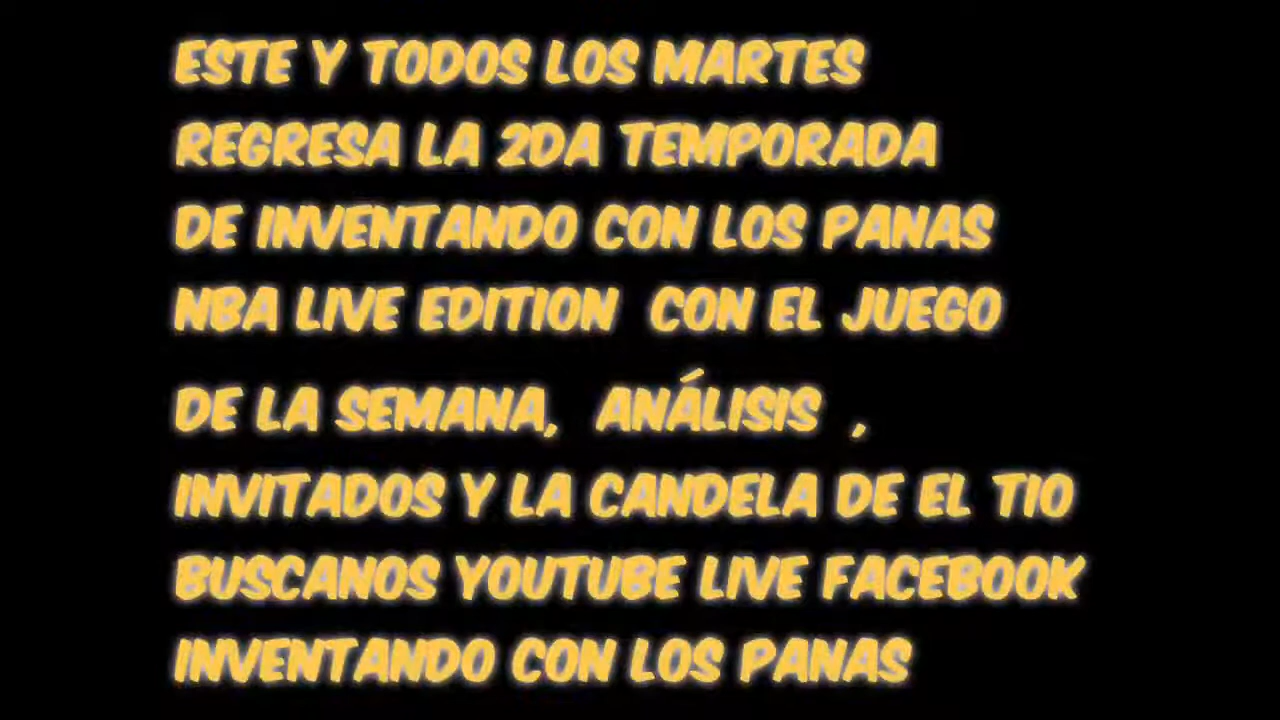 ESTE Y TODOS LOS MARTES
REGRESA LA 2DA TEMPORADA
DE INVENTANDO CON LOS PANAS
NBA LIVE EDITION CON EL JUEGO
DE LA SEMANA, ANÁLISIS ,
INVITADOS Y LA CANDELA DE EL TIO
BUSCANOS YOUTUBE LIVE FACEBOOK
INVENTANDO CON LOS PANAS